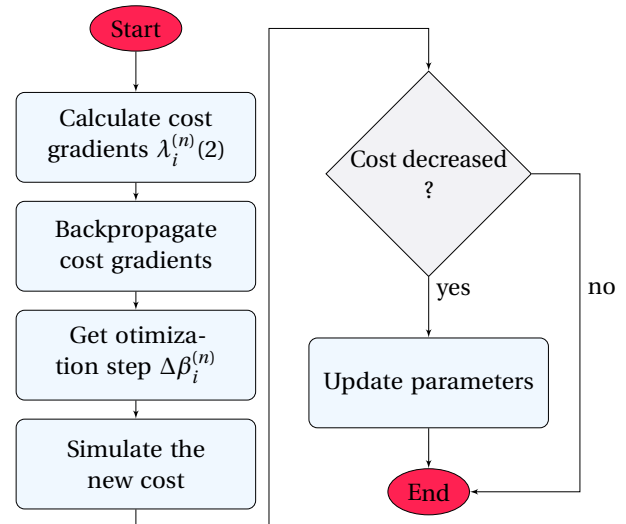 Start
Calculate cost
gradients λ_i^(n)(2)
Backpropagate
cost gradients
Get otimiza-
tion step Δβ_i^(n)
Simulate the
new cost
Cost decreased
?
yes
no
Update parameters
End